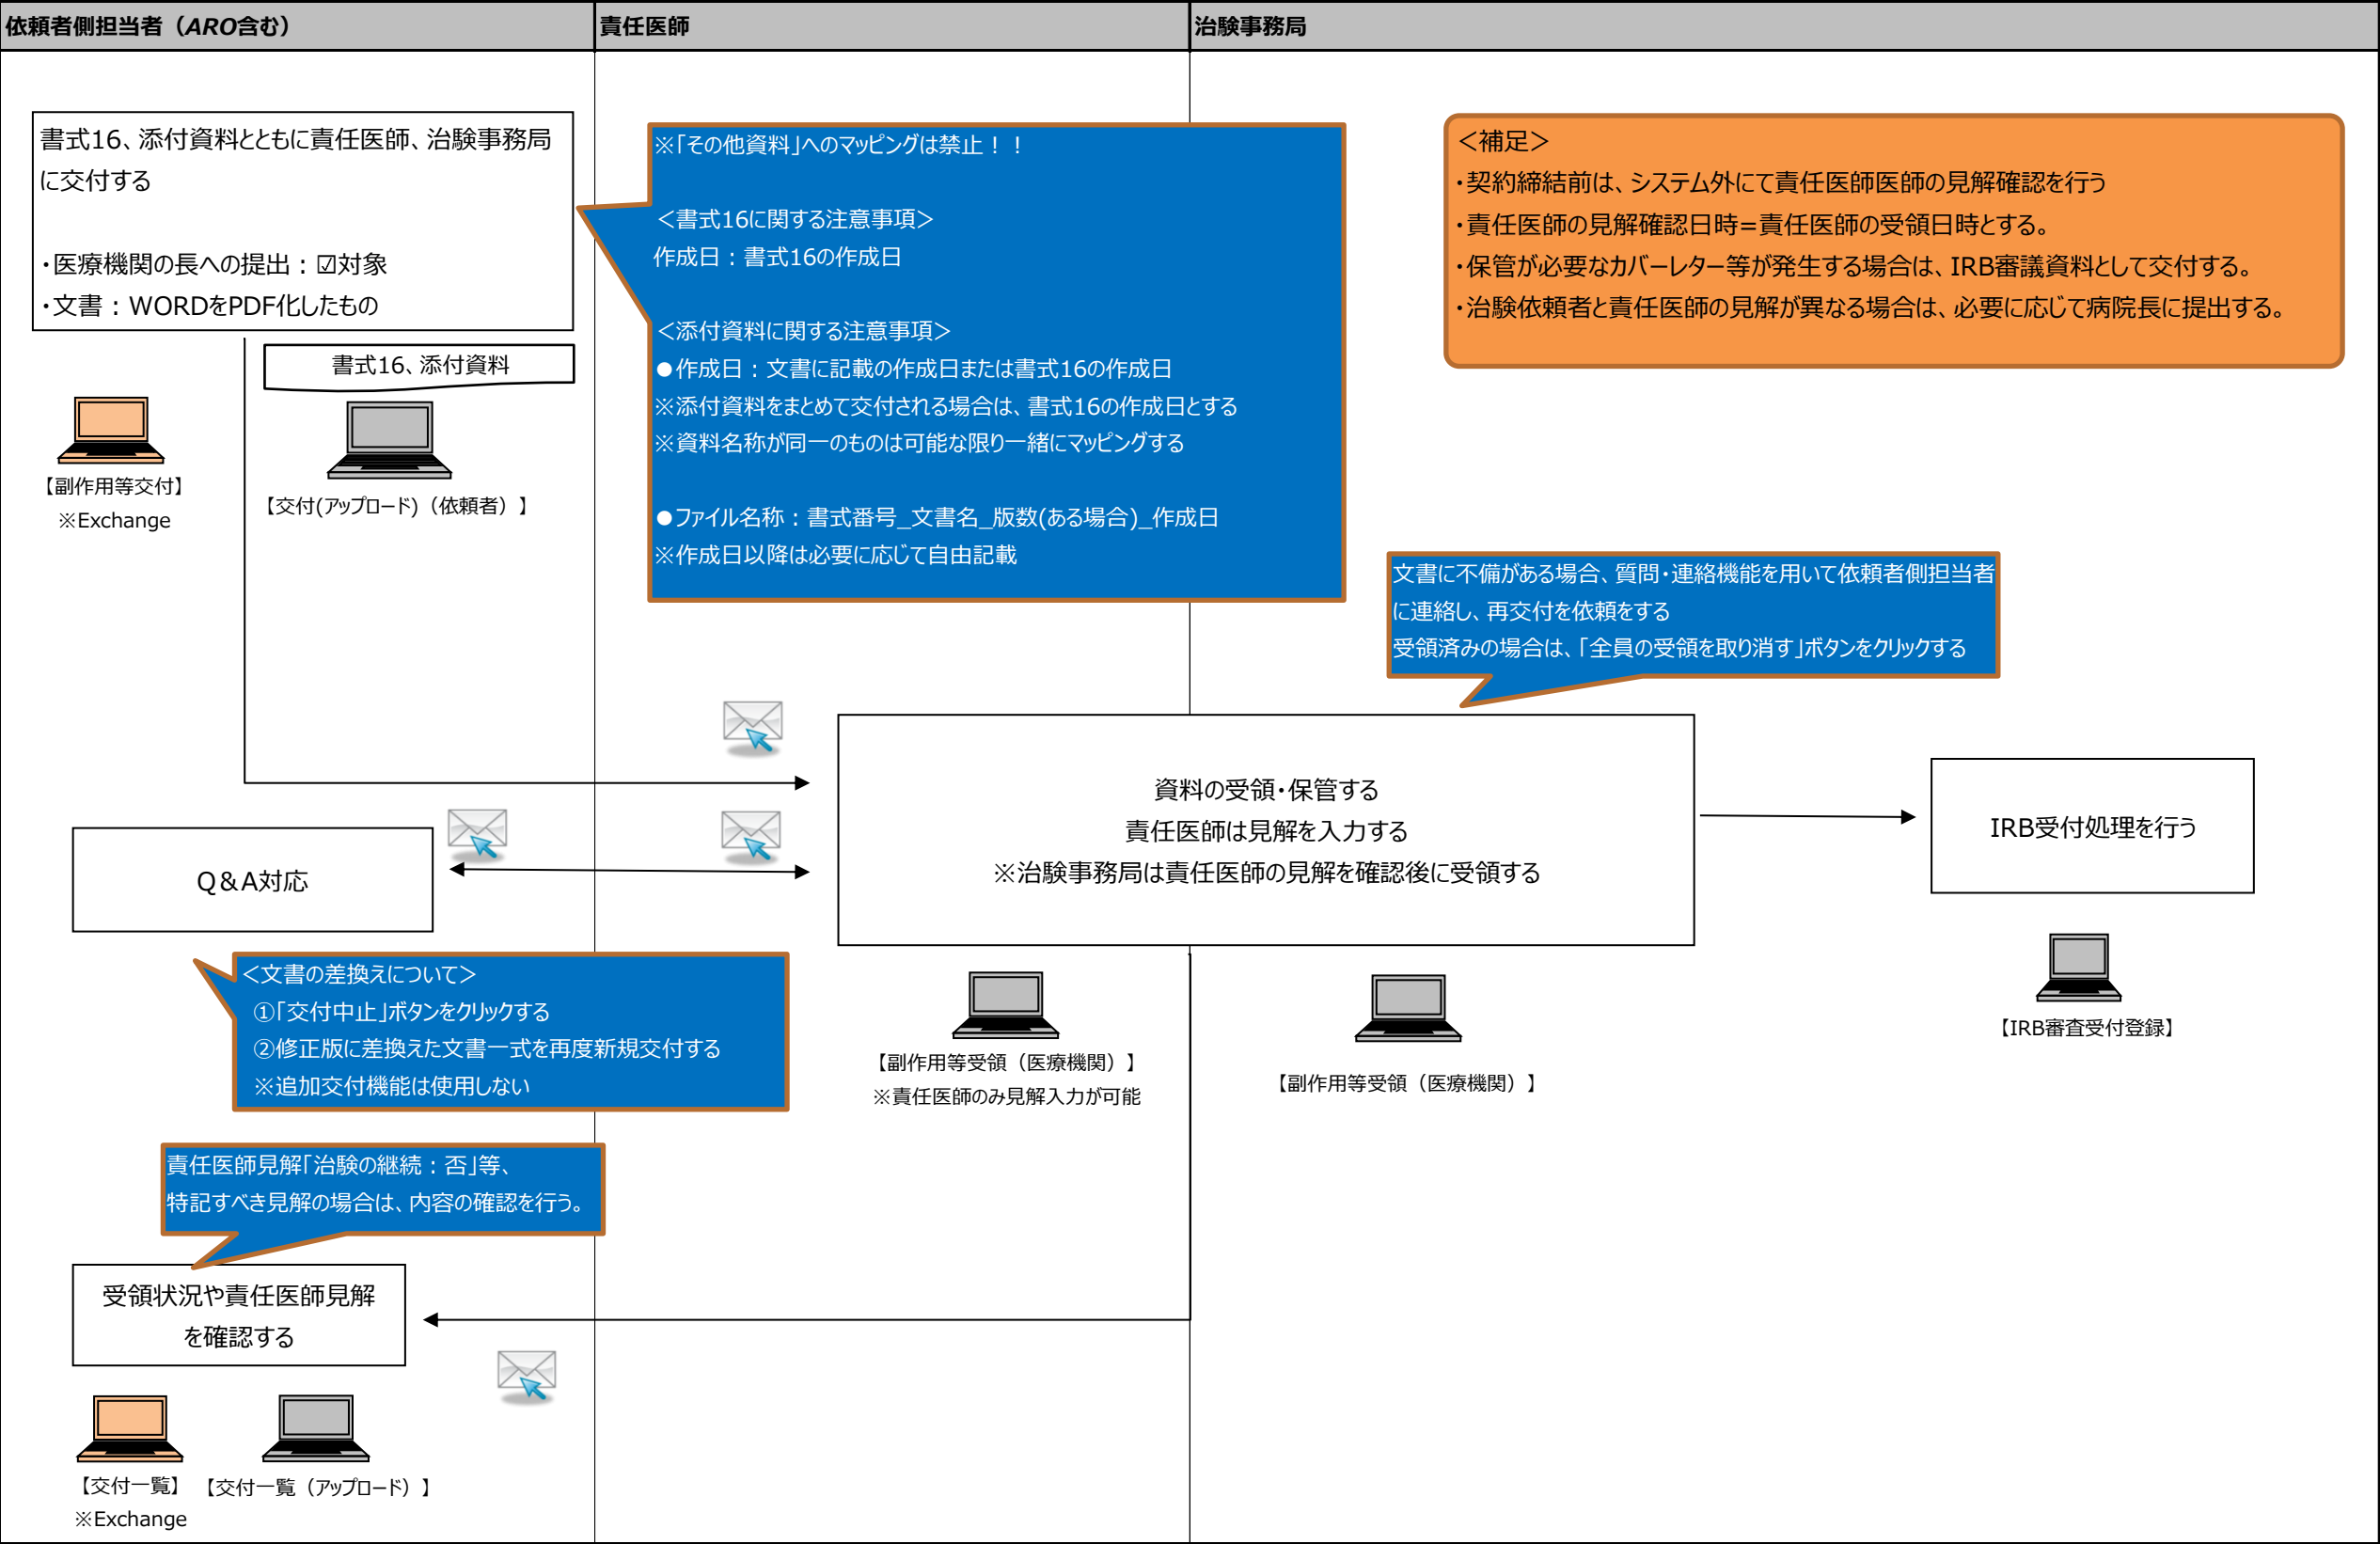 依頼者側担当者（ARO含む）
責任医師
治験事務局
書式16、添付資料とともに責任医師、治験事務局
に交付する
・医療機関の長への提出：☑対象
・文書：WORDをPDF化したもの
書式16、添付資料
【副作用等交付】
※Exchange
【交付(アップロード)（依頼者）】
※「その他資料」へのマッピングは禁止！！
＜書式16に関する注意事項＞
作成日：書式16の作成日
＜添付資料に関する注意事項＞
●作成日：文書に記載の作成日または書式16の作成日
※添付資料をまとめて交付される場合は、書式16の作成日とする
※資料名称が同一のものは可能な限り一緒にマッピングする
●ファイル名称：書式番号_文書名_版数(ある場合)_作成日
※作成日以降は必要に応じて自由記載
＜補足＞
・契約締結前は、システム外にて責任医師医師の見解確認を行う
・責任医師の見解確認日時=責任医師の受領日時とする。
・保管が必要なカバーレター等が発生する場合は、IRB審議資料として交付する。
・治験依頼者と責任医師の見解が異なる場合は、必要に応じて病院長に提出する。
文書に不備がある場合、質問・連絡機能を用いて依頼者側担当者
に連絡し、再交付を依頼をする
受領済みの場合は、「全員の受領を取り消す」ボタンをクリックする
資料の受領・保管する
責任医師は見解を入力する
※治験事務局は責任医師の見解を確認後に受領する
IRB受付処理を行う
Q&A対応
＜文書の差換えについて＞
①「交付中止」ボタンをクリックする
②修正版に差換えた文書一式を再度新規交付する
※追加交付機能は使用しない
【副作用等受領（医療機関）】
※責任医師のみ見解入力が可能
【副作用等受領（医療機関）】
【IRB審査受付登録】
責任医師見解「治験の継続：否」等、
特記すべき見解の場合は、内容の確認を行う。
受領状況や責任医師見解
を確認する
【交付一覧】
※Exchange
【交付一覧（アップロード）】